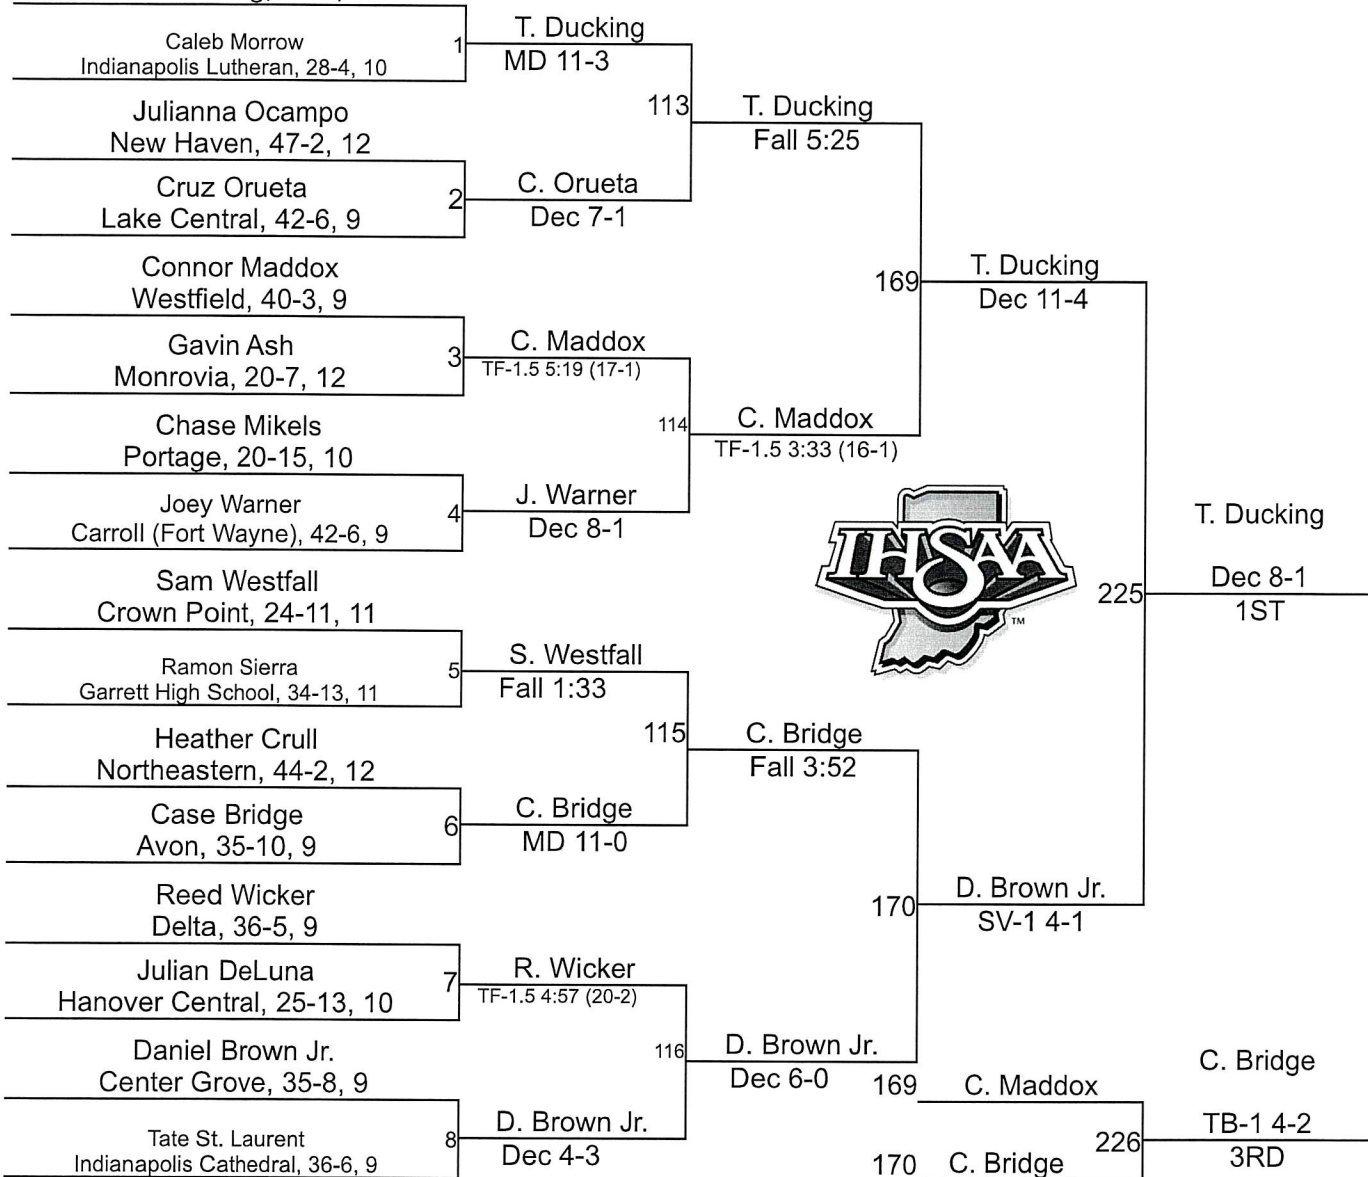 Caleb Morrow
Indianapolis Lutheran, 28-4, 10
1
T. Ducking
MD 11-3
Julianna Ocampo
New Haven, 47-2, 12
Cruz Orueta
Lake Central, 42-6, 9
2
C. Orueta
Dec 7-1
113
T. Ducking
Fall 5:25
Connor Maddox
Westfield, 40-3, 9
Gavin Ash
Monrovia, 20-7, 12
3
C. Maddox
TF-1.5 5:19 (17-1)
Chase Mikels
Portage, 20-15, 10
Joey Warner
Carroll (Fort Wayne), 42-6, 9
4
J. Warner
Dec 8-1
114
C. Maddox
TF-1.5 3:33 (16-1)
169
T. Ducking
Dec 11-4
IHSAA
TM
Sam Westfall
Crown Point, 24-11, 11
Ramon Sierra
Garrett High School, 34-13, 11
5
S. Westfall
Fall 1:33
Heather Crull
Northeastern, 44-2, 12
Case Bridge
Avon, 35-10, 9
6
C. Bridge
MD 11-0
115
C. Bridge
Fall 3:52
Reed Wicker
Delta, 36-5, 9
Julian DeLuna
Hanover Central, 25-13, 10
7
R. Wicker
TF-1.5 4:57 (20-2)
Daniel Brown Jr.
Center Grove, 35-8, 9
Tate St. Laurent
Indianapolis Cathedral, 36-6, 9
8
D. Brown Jr.
Dec 4-3
116
D. Brown Jr.
Dec 6-0
170
D. Brown Jr.
SV-1 4-1
225
T. Ducking
Dec 8-1
1ST
169
C. Maddox
170
C. Bridge
226
C. Bridge
TB-1 4-2
3RD